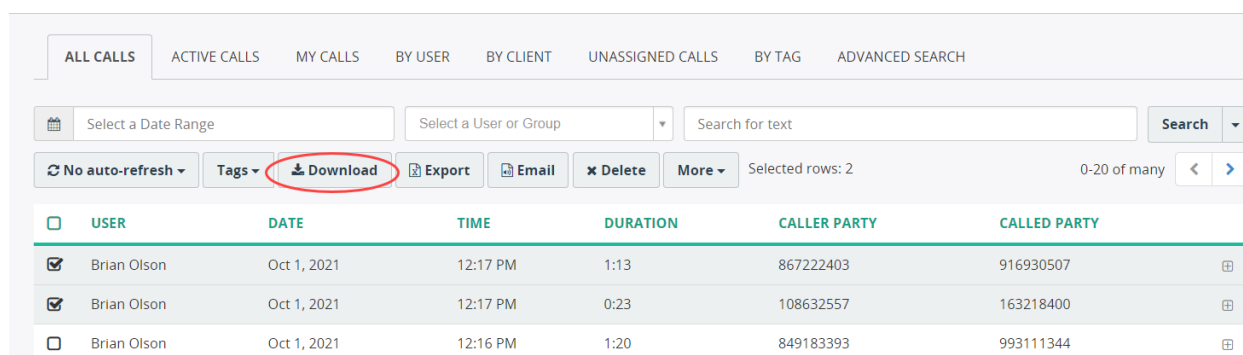 ALL CALLS ACTIVE CALLS MY CALLS BY USER BY CLIENT UNASSIGNED CALLS BY TAG ADVANCED SEARCH
Select a Date Range Select a User or Group Search for text Search
No auto-refresh Tags Download Export Email Delete More Selected rows: 2 0-20 of many
USER DATE TIME DURATION CALLER PARTY CALLED PARTY
Brian Olson Oct 1, 2021 12:17 PM 1:13 867222403 916930507
Brian Olson Oct 1, 2021 12:17 PM 0:23 108632557 163218400
Brian Olson Oct 1, 2021 12:16 PM 1:20 849183393 993111344